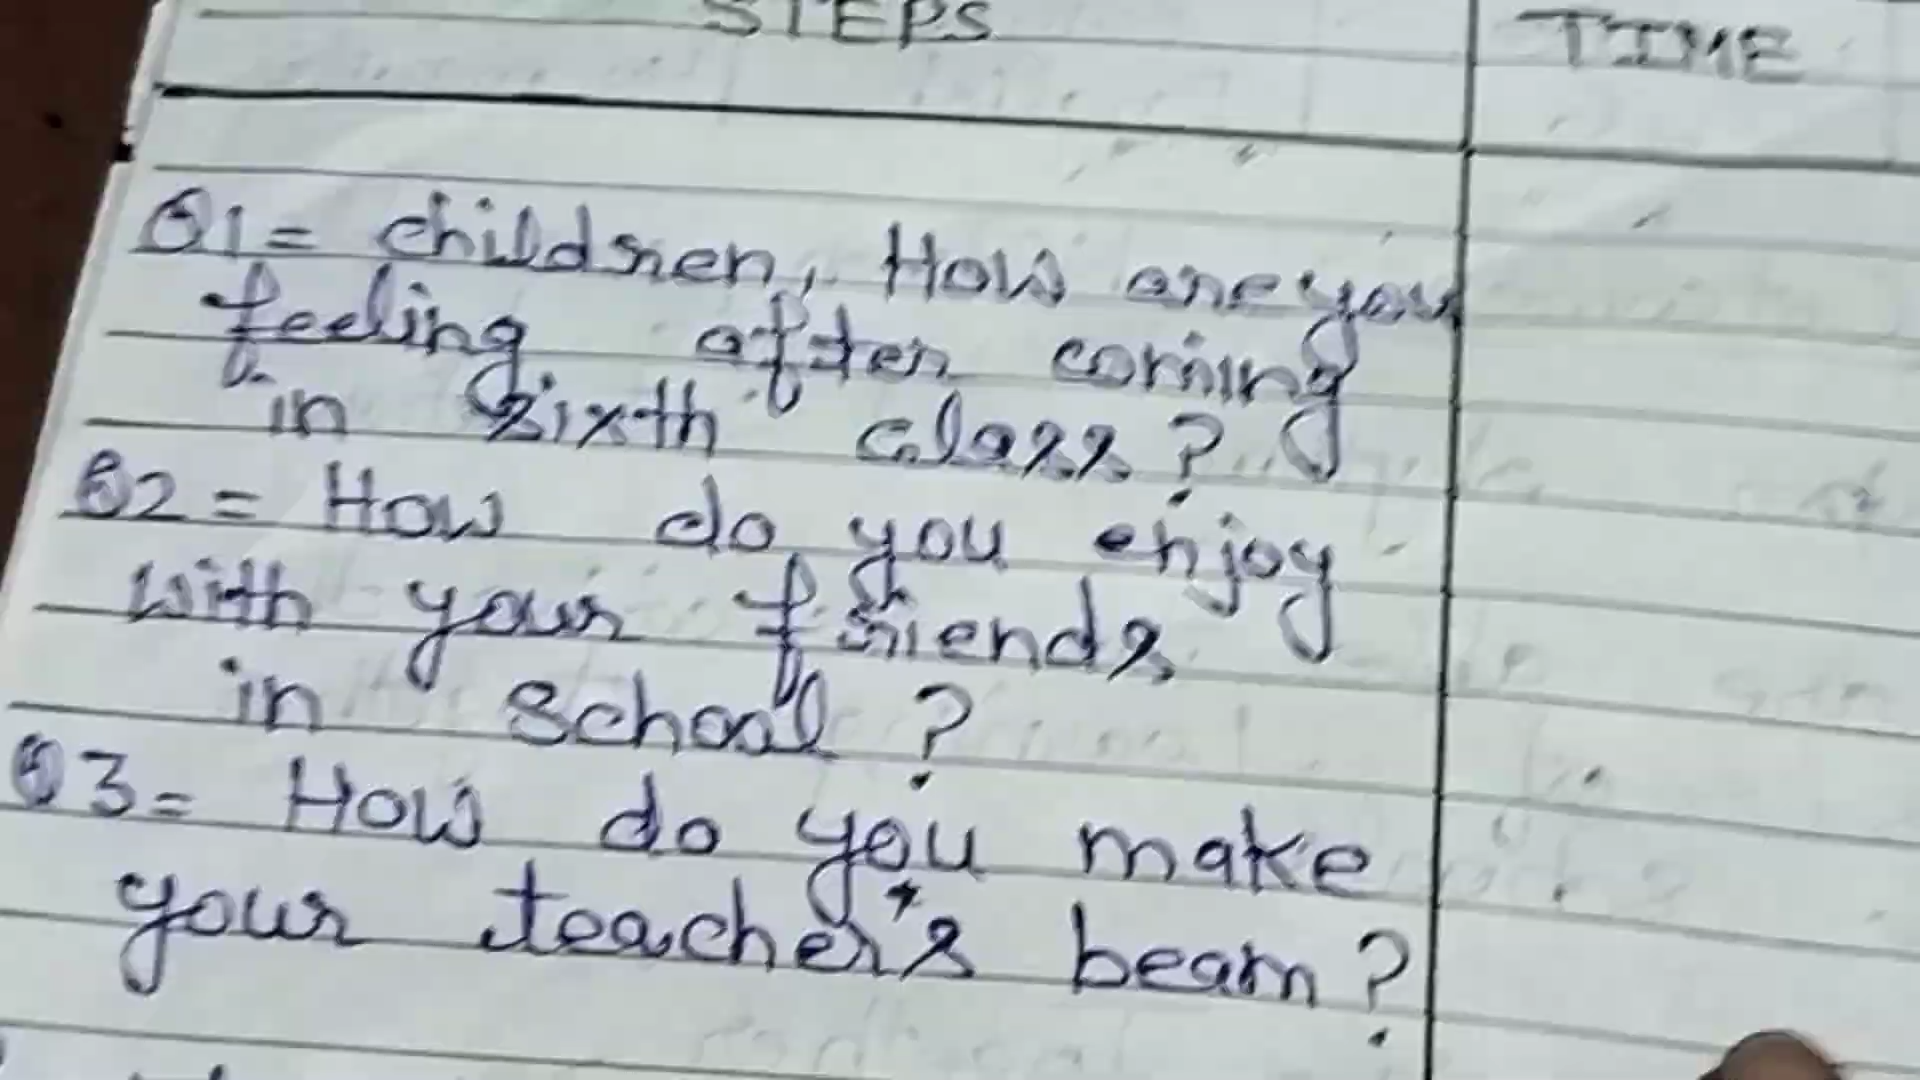 STEPS TIME
Q1= children, How are you
feeling after coming
in sixth class?
Q2= How do you enjoy
with your friends
in school?
Q3= How do you make
your teacher's beam?